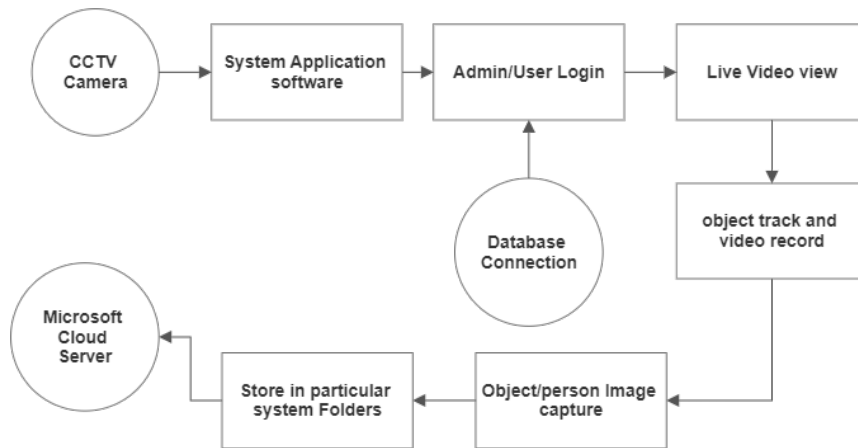 CCTV
Camera
System Application
software
Admin/User Login
Live Video view
object track and
video record
Database
Connection
Microsoft
Cloud
Server
Store in particular
system Folders
Object/person Image
capture